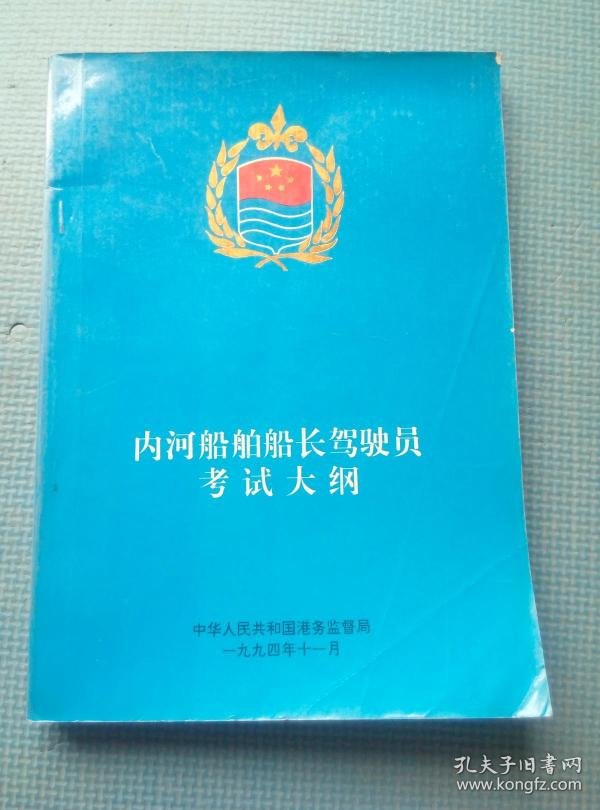 内河船舶船长驾驶员
考试大纲
中华人民共和国港务监督局
一九九四年十一月
孔夫子旧书网
www.kongfz.com